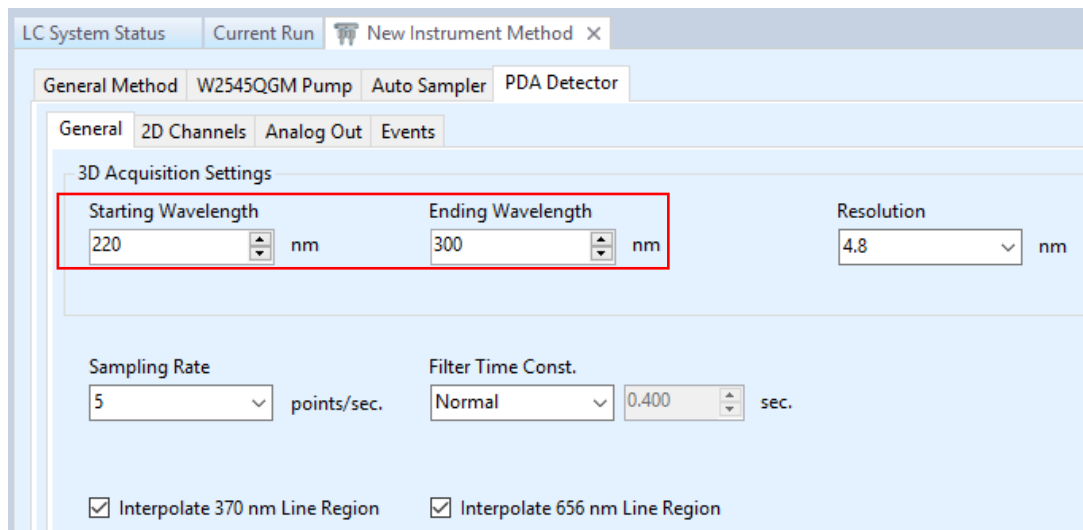 LC System Status Current Run New Instrument Method
General Method W2545QGM Pump Auto Sampler PDA Detector
General 2D Channels Analog Out Events
3D Acquisition Settings
Starting Wavelength Ending Wavelength Resolution
220 nm 300 nm 4.8 nm
Sampling Rate Filter Time Const.
5 points/sec. Normal 0.400 sec.
Interpolate 370 nm Line Region Interpolate 656 nm Line Region